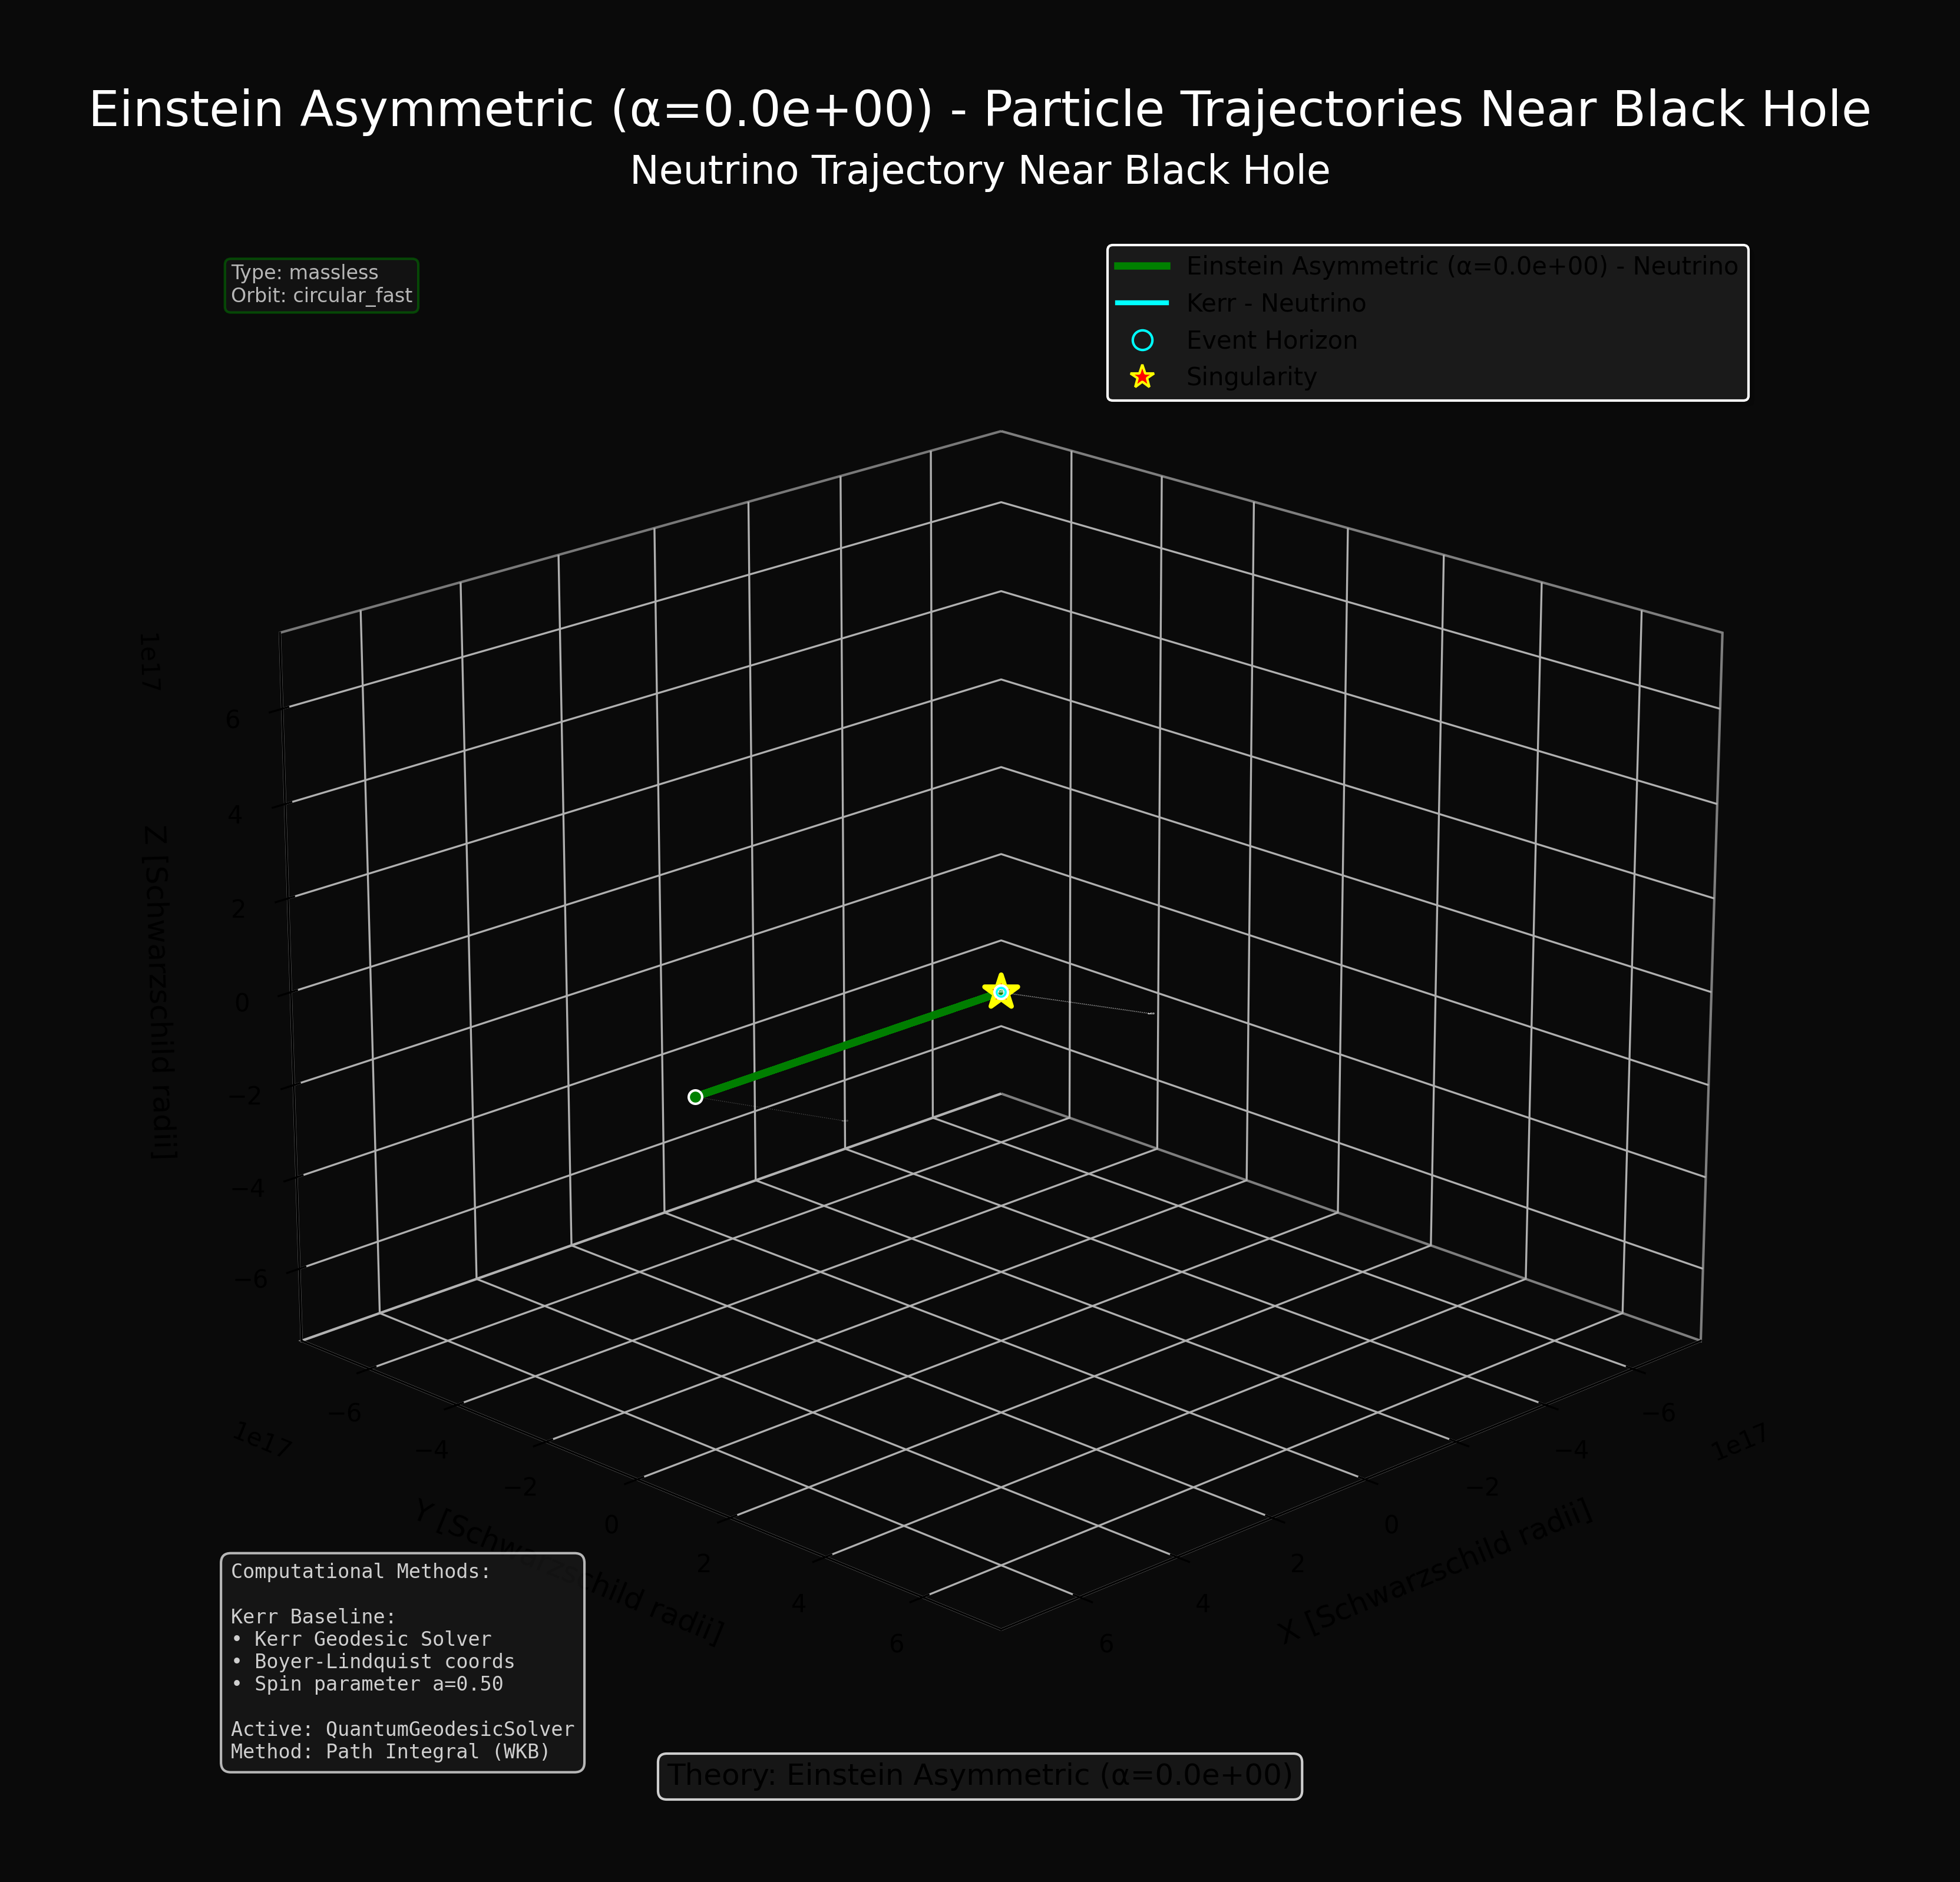 Einstein Asymmetric (α=0.0e+00) - Particle Trajectories Near Black Hole
Neutrino Trajectory Near Black Hole
Type: massless
Orbit: circular_fast
Einstein Asymmetric (α=0.0e+00) - Neutrino
Kerr - Neutrino
Event Horizon
Singularity
1e17
6
4
2
0
−2
−4
−6
Z [Schwarzschild radii]
−6
−4
−2
0
2
4
6
1e17
Y [Schwarzschild radii]
−6
−4
−2
0
2
4
6
1e17
X [Schwarzschild radii]
Computational Methods:
Kerr Baseline:
• Kerr Geodesic Solver
• Boyer-Lindquist coords
• Spin parameter a=0.50
Active: QuantumGeodesicSolver
Method: Path Integral (WKB)
Theory: Einstein Asymmetric (α=0.0e+00)